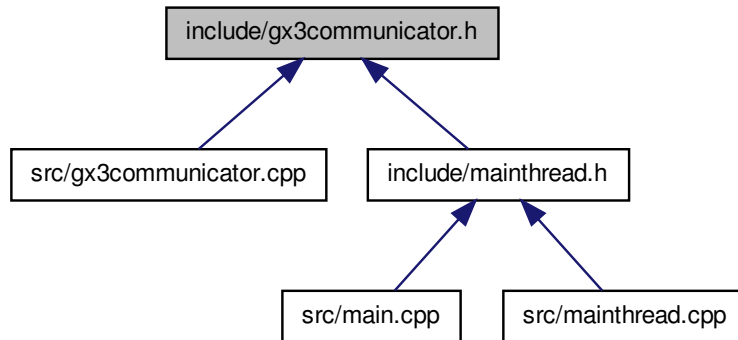 include/gx3communicator.h
src/gx3communicator.cpp
include/mainthread.h
src/main.cpp
src/mainthread.cpp